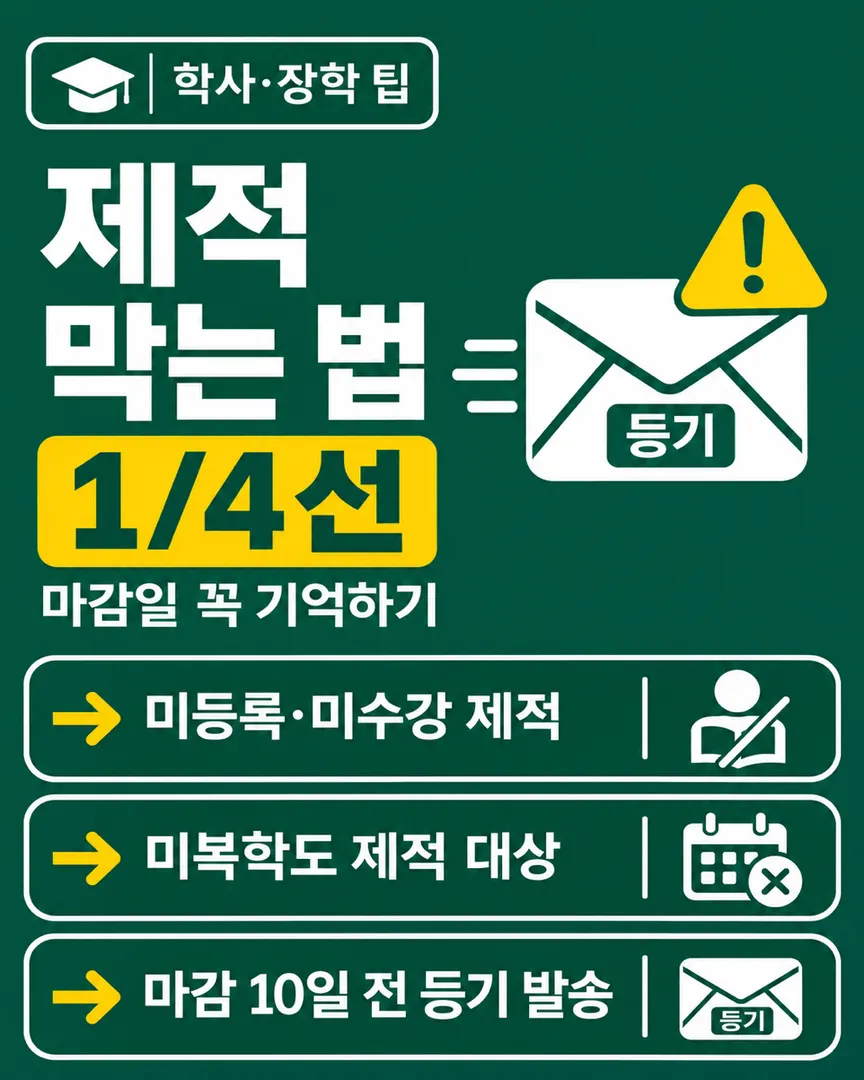 학사·장학 팁
제적
막는 법
1/4선
마감일 꼭 기억하기
등기
미등록·미수강 제적
미복학도 제적 대상
마감 10일 전 등기 발송
등기